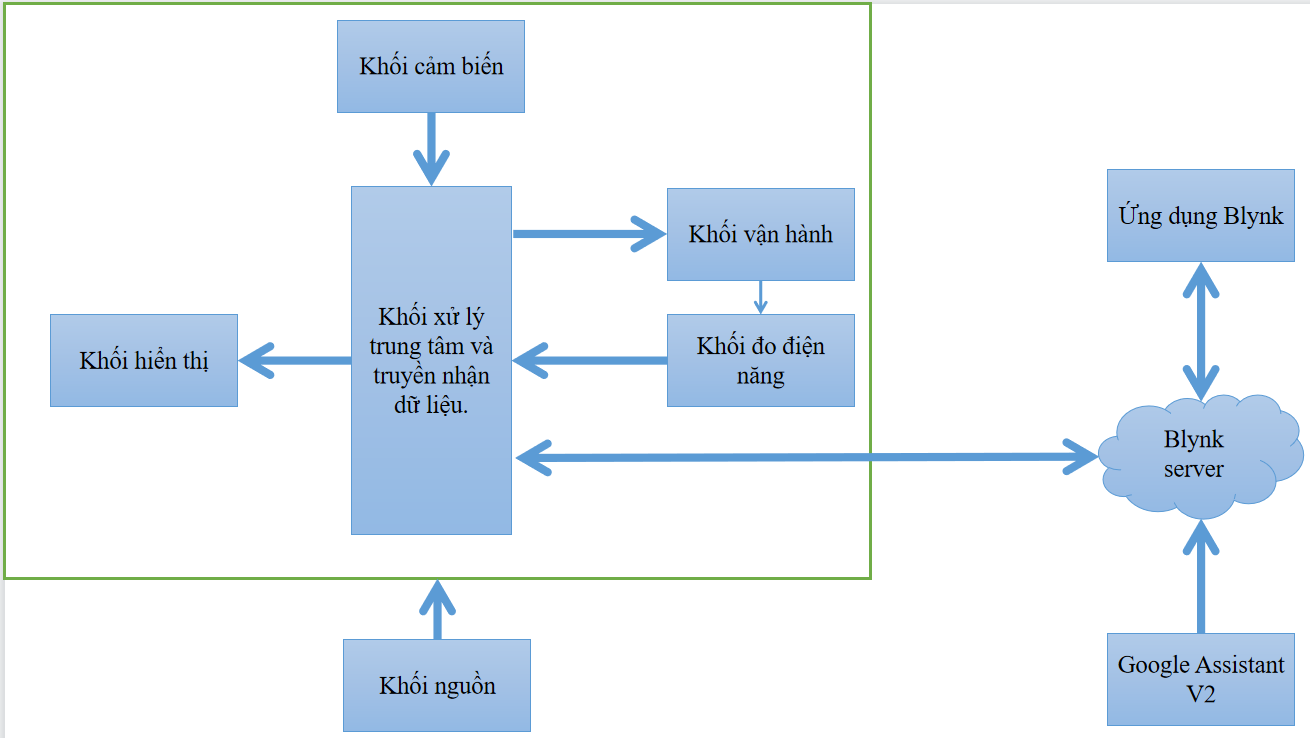 Khối cảm biến
Khối vận hành
Ứng dụng Blynk
Khối hiển thị
Khối xử lý
trung tâm và
truyền nhận
dữ liệu.
Khối đo điện
năng
Blynk
server
Khối nguồn
Google Assistant
V2